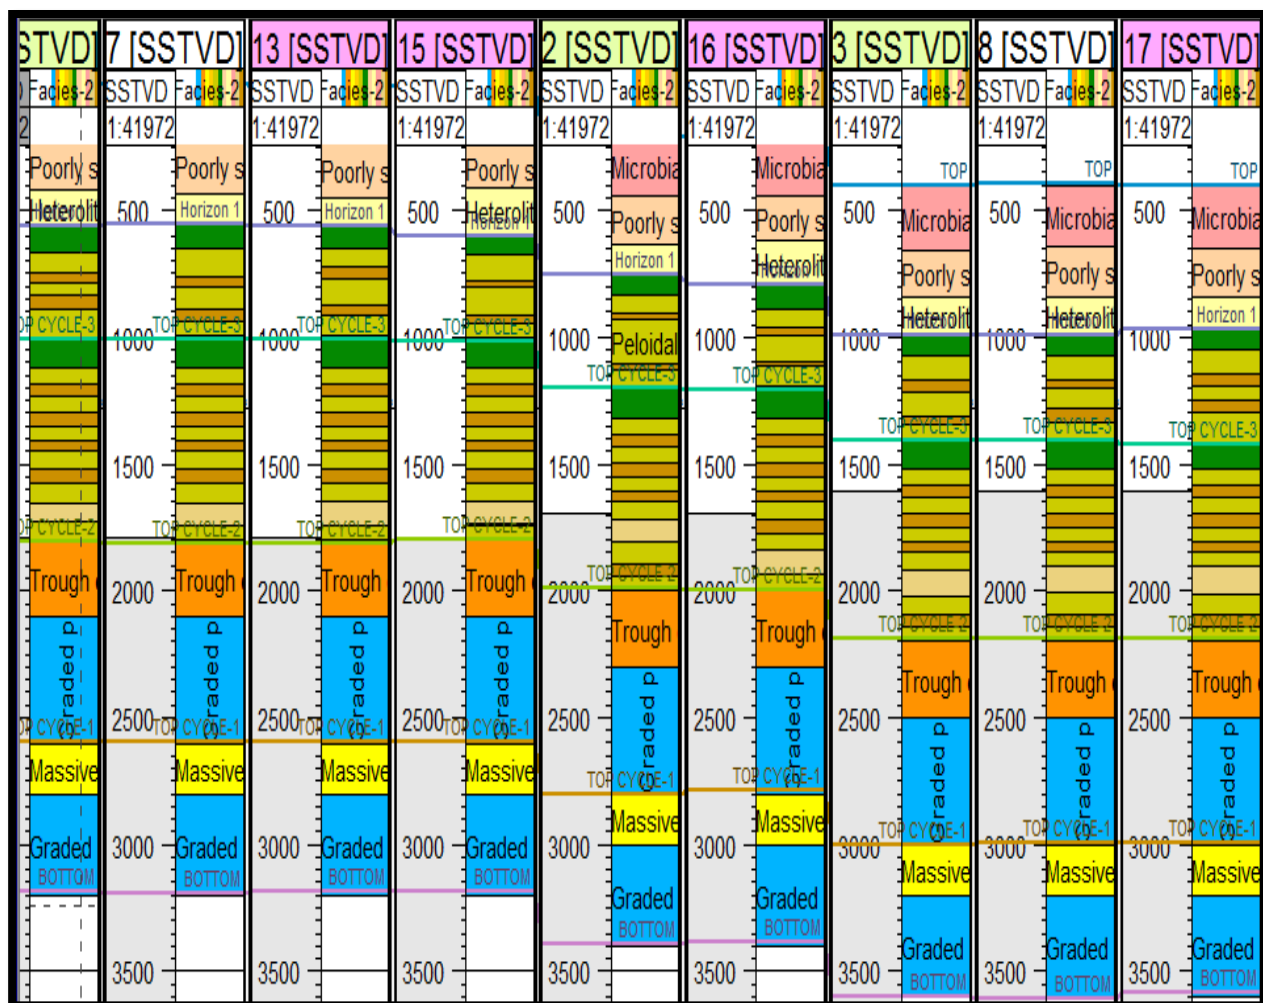 STVD] 7 [SSTVD] 13 [SSTVD] 15 [SSTVD] 2 [SSTVD] 16 [SSTVD] 3 [SSTVD] 8 [SSTVD] 17 [SSTVD]
Facies-2 SSTVD Facies-2 SSTVD Facies-2 SSTVD Facies-2 SSTVD Facies-2 SSTVD Facies-2 SSTVD Facies-2 SSTVD Facies-2 SSTVD Facies-2
2 1:41972 1:41972 1:41972 1:41972 1:41972 1:41972 1:41972 1:41972
Poorly s Poorly s Poorly s Poorly s Microbia Microbia TOP TOP TOP
Heterolit 500 Horizon 1 500 Horizon 1 500 Heterolit 500 Poorly s 500 Poorly s 500 Microbia 500 Microbia 500 Microbia
Horizon 1 Heterolit Poorly s Poorly s Poorly s
Heterolit Heterolit Horizon 1
TOP CYCLE-3 1000 TOP CYCLE-3 1000 TOP CYCLE-3 1000 TOP CYCLE-3 1000 Peloidal 1000 1000 1000 1000
TOP CYCLE-3 TOP CYCLE-3
TOP CYCLE-3 TOP CYCLE-3 TOP CYCLE-3
1500 1500 1500 1500 1500 1500 1500 1500
TOP CYCLE-2 TOP CYCLE-2 TOP CYCLE-2 TOP CYCLE-2
Trough 2000 Trough 2000 Trough 2000 Trough 2000 TOP CYCLE-2 2000 TOP CYCLE-2 2000 2000 2000
Trough Trough TOP CYCLE-2 TOP CYCLE-2 TOP CYCLE-2
Graded p Graded p Graded p Graded p Graded p Graded p Trough Trough Trough
TOP CYCLE-1 2500 TOP CYCLE-1 2500 TOP CYCLE-1 2500 TOP CYCLE-1 2500 2500 2500 Graded p 2500 Graded p 2500 Graded p
Massive Massive Massive Massive TOP CYCLE-1 TOP CYCLE-1
Massive Massive TOP CYCLE-1 TOP CYCLE-1 TOP CYCLE-1
Graded 3000 Graded 3000 Graded 3000 Graded 3000 3000 3000 3000 3000
BOTTOM BOTTOM BOTTOM BOTTOM Graded Graded Massive Massive Massive
BOTTOM BOTTOM Graded Graded Graded
3500 3500 3500 3500 3500 3500 BOTTOM 3500 BOTTOM 3500 BOTTOM